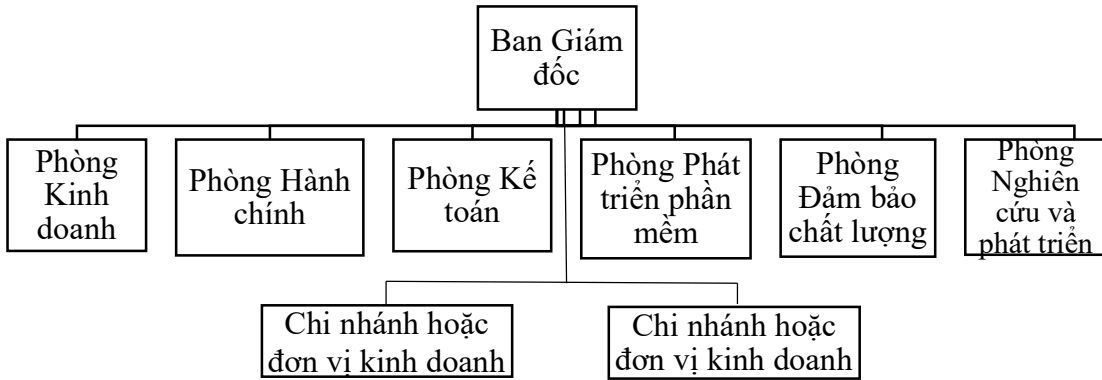 Ban Giám
đốc
Phòng
Kinh
doanh
Phòng Hành
chính
Phòng Kế
toán
Phòng Phát
triển phần
mềm
Phòng
Đảm bảo
chất lượng
Phòng
Nghiên
cứu và
phát triển
Chi nhánh hoặc
đơn vị kinh doanh
Chi nhánh hoặc
đơn vị kinh doanh